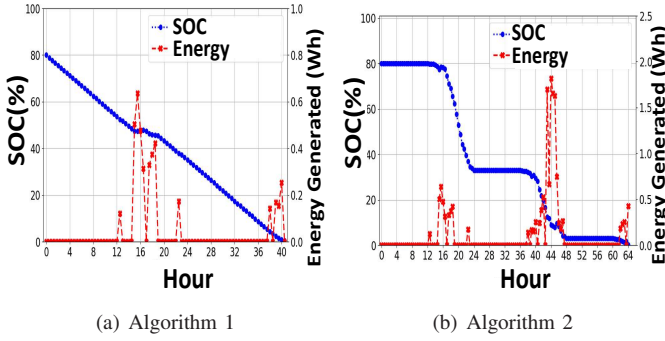 100
80
60
40
20
0
SOC(%)
SOC
Energy
1.0
0.8
0.6
0.4
0.2
0.0
Energy Generated (Wh)
0 4 8 12 16 20 24 28 32 36 40
Hour
(a) Algorithm 1
100
80
60
40
20
0
SOC(%)
SOC
Energy
2.5
2.0
1.5
1.0
0.5
0.0
Energy Generated (Wh)
0 4 8 12 16 20 24 28 32 36 40 44 48 52 56 60 64
Hour
(b) Algorithm 2